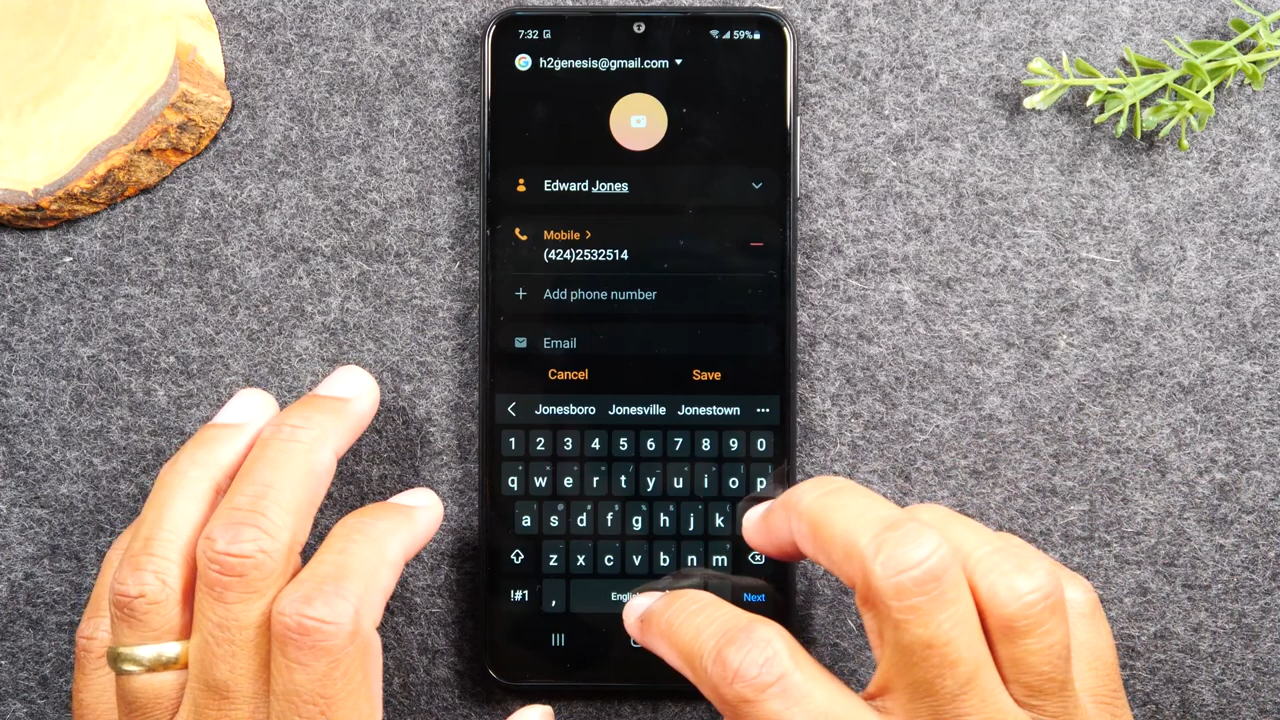 7:32 59%
h2genesis@gmail.com
Edward Jones
Mobile >
(424)2532514
+ Add phone number
Email
Cancel Save
Jonesboro Jonesville Jonestown ...
1 2 3 4 5 6 7 8 9 0
q w e r t y u i o p
a s d f g h j k
z x c v b n m
!#1 , Next